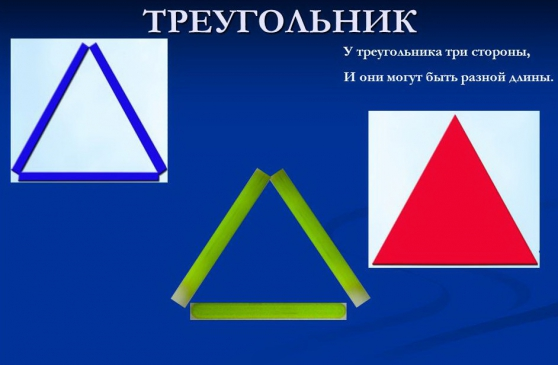 ТРЕУГОЛЬНИК
У треугольника три стороны,
И они могут быть разной длины.